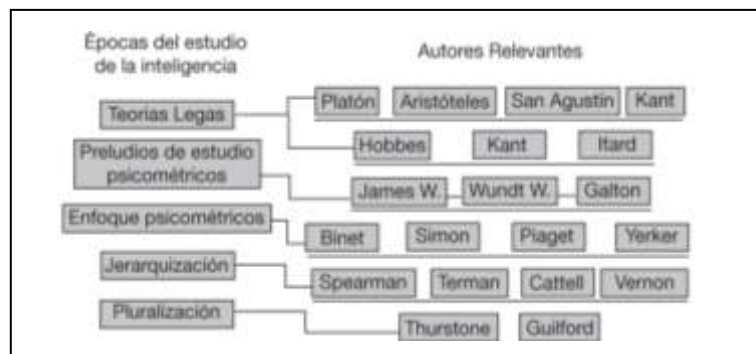 Épocas del estudio
de la inteligencia
Autores Relevantes
Teorías Legas
Platón Aristóteles San Agustín Kant
Hobbes Kant Itard
Preludios de estudio
psicométricos
James W. Wundt W. Galton
Enfoque psicométricos
Binet Simon Piaget Yerker
Jerarquización
Spearman Terman Cattell Vernon
Pluralización
Thurstone Guilford